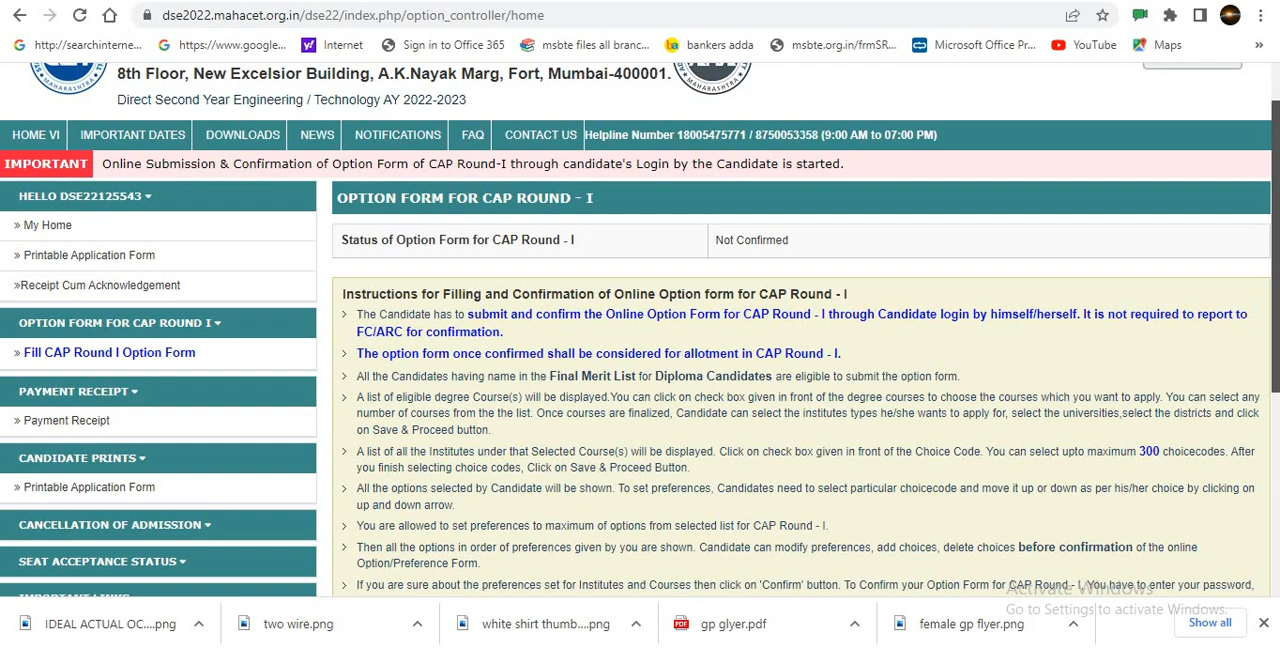 dse2022.mahacet.org.in/dse22/index.php/option_controller/home
http://searchinterne...
https://www.google...
Internet
Sign in to Office 365
msbte files all branc...
bankers adda
msbte.org.in/frmSR...
Microsoft Office Pr...
YouTube
Maps
»
8th Floor, New Excelsior Building, A.K.Nayak Marg, Fort, Mumbai-400001.
MAHARASHTRA
Direct Second Year Engineering / Technology AY 2022-2023
HOME VI
IMPORTANT DATES
DOWNLOADS
NEWS
NOTIFICATIONS
FAQ
CONTACT US
Helpline Number 18005475771 / 8750053358 (9:00 AM to 07:00 PM)
IMPORTANT
Online Submission & Confirmation of Option Form of CAP Round-I through candidate's Login by the Candidate is started.
HELLO DSE22125543
» My Home
» Printable Application Form
»Receipt Cum Acknowledgement
OPTION FORM FOR CAP ROUND I
» Fill CAP Round I Option Form
PAYMENT RECEIPT
» Payment Receipt
CANDIDATE PRINTS
» Printable Application Form
CANCELLATION OF ADMISSION
SEAT ACCEPTANCE STATUS
IMPORTANT LINKS
OPTION FORM FOR CAP ROUND - I
Status of Option Form for CAP Round - I
Not Confirmed
Instructions for Filling and Confirmation of Online Option form for CAP Round - I
The Candidate has to submit and confirm the Online Option Form for CAP Round - I through Candidate login by himself/herself. It is not required to report to
FC/ARC for confirmation.
The option form once confirmed shall be considered for allotment in CAP Round - I.
All the Candidates having name in the Final Merit List for Diploma Candidates are eligible to submit the option form.
A list of eligible degree Course(s) will be displayed.You can click on check box given in front of the degree courses to choose the courses which you want to apply. You can select any
number of courses from the the list. Once courses are finalized, Candidate can select the institutes types he/she wants to apply for, select the universities,select the districts and click
on Save & Proceed button.
A list of all the Institutes under that Selected Course(s) will be displayed. Click on check box given in front of the Choice Code. You can select upto maximum 300 choicecodes. After
you finish selecting choice codes, Click on Save & Proceed Button.
All the options selected by Candidate will be shown. To set preferences, Candidates need to select particular choicecode and move it up or down as per his/her choice by clicking on
up and down arrow.
You are allowed to set preferences to maximum of options from selected list for CAP Round - I.
Then all the options in order of preferences given by you are shown. Candidate can modify preferences, add choices, delete choices before confirmation of the online
Option/Preference Form.
If you are sure about the preferences set for Institutes and Courses then click on 'Confirm' button. To Confirm your Option Form for CAP Round - I, You have to enter your password,
Activate Windows
Go to Settings to activate Windows.
IDEAL ACTUAL OC....png
two wire.png
white shirt thumb....png
gp glyer.pdf
female gp flyer.png
Show all